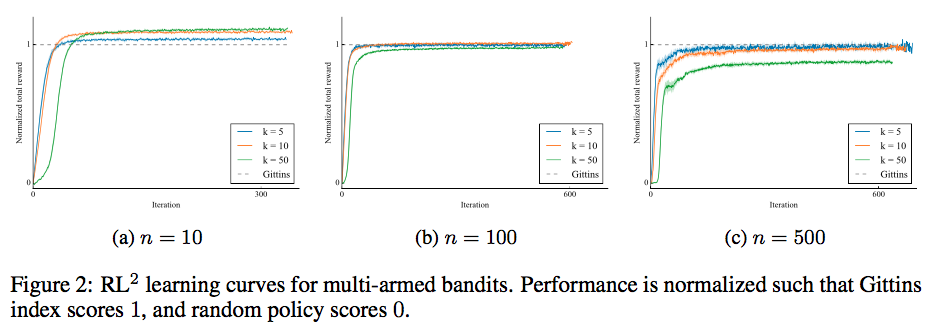 1
Normalized total reward
0
0
300
Iteration
k = 5
k = 10
k = 50
Gittins
(a) n = 10
1
Normalized total reward
0
0
600
Iteration
k = 5
k = 10
k = 50
Gittins
(b) n = 100
1
Normalized total reward
0
0
600
Iteration
k = 5
k = 10
k = 50
Gittins
(c) n = 500
Figure 2: RL² learning curves for multi-armed bandits. Performance is normalized such that Gittins
index scores 1, and random policy scores 0.